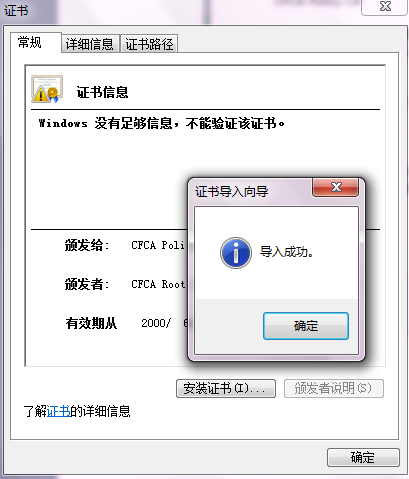 证书
常规
详细信息
证书路径
证书信息
Windows 没有足够信息，不能验证该证书。
证书导入向导
导入成功。
确定
颁发给: CFCA Poli
颁发者: CFCA Root
有效期从 2000/ 6
安装证书(I)...
颁发者说明(S)
了解证书的详细信息
确定